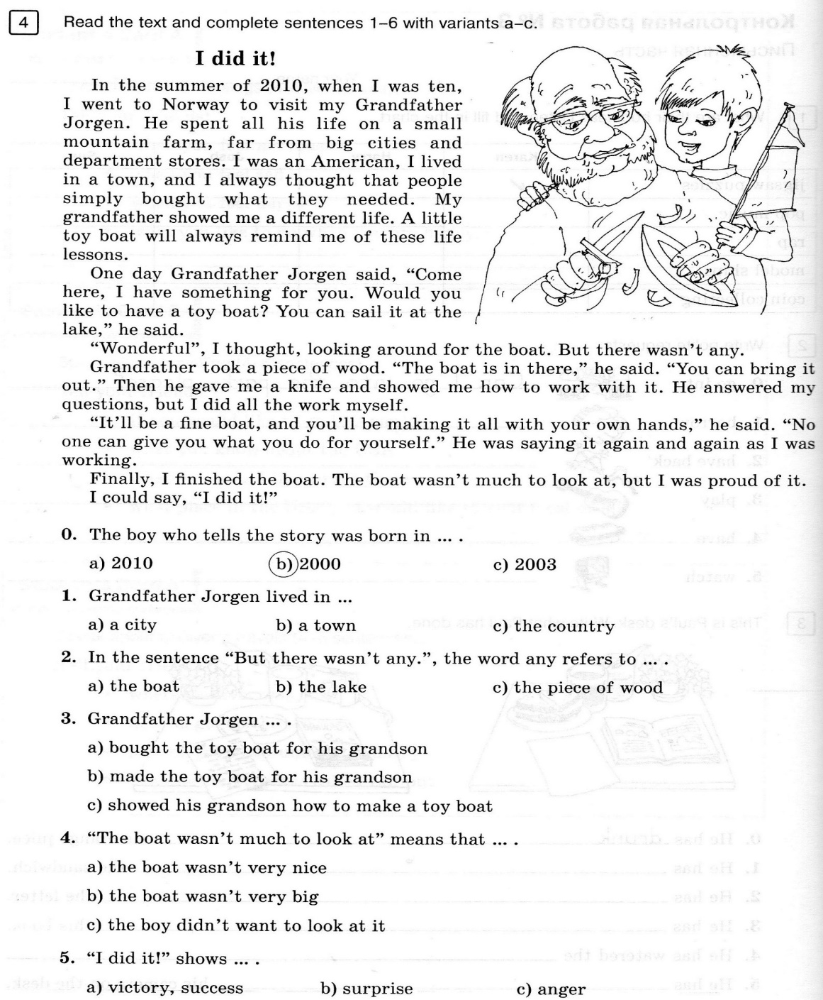 4 Read the text and complete sentences 1–6 with variants a–c.
I did it!
In the summer of 2010, when I was ten,
I went to Norway to visit my Grandfather
Jorgen. He spent all his life on a small
mountain farm, far from big cities and
department stores. I was an American, I lived
in a town, and I always thought that people
simply bought what they needed. My
grandfather showed me a different life. A little
toy boat will always remind me of these life
lessons.
One day Grandfather Jorgen said, “Come
here, I have something for you. Would you
like to have a toy boat? You can sail it at the
lake,” he said.
“Wonderful”, I thought, looking around for the boat. But there wasn’t any.
Grandfather took a piece of wood. “The boat is in there,” he said. “You can bring it
out.” Then he gave me a knife and showed me how to work with it. He answered my
questions, but I did all the work myself.
“It’ll be a fine boat, and you’ll be making it all with your own hands,” he said. “No
one can give you what you do for yourself.” He was saying it again and again as I was
working.
Finally, I finished the boat. The boat wasn’t much to look at, but I was proud of it.
I could say, “I did it!”
0. The boy who tells the story was born in ... .
a) 2010 b) 2000 c) 2003
1. Grandfather Jorgen lived in ...
a) a city b) a town c) the country
2. In the sentence “But there wasn’t any.”, the word any refers to ... .
a) the boat b) the lake c) the piece of wood
3. Grandfather Jorgen ... .
a) bought the toy boat for his grandson
b) made the toy boat for his grandson
c) showed his grandson how to make a toy boat
4. “The boat wasn’t much to look at” means that ... .
a) the boat wasn’t very nice
b) the boat wasn’t very big
c) the boy didn’t want to look at it
5. “I did it!” shows ... .
a) victory, success b) surprise c) anger